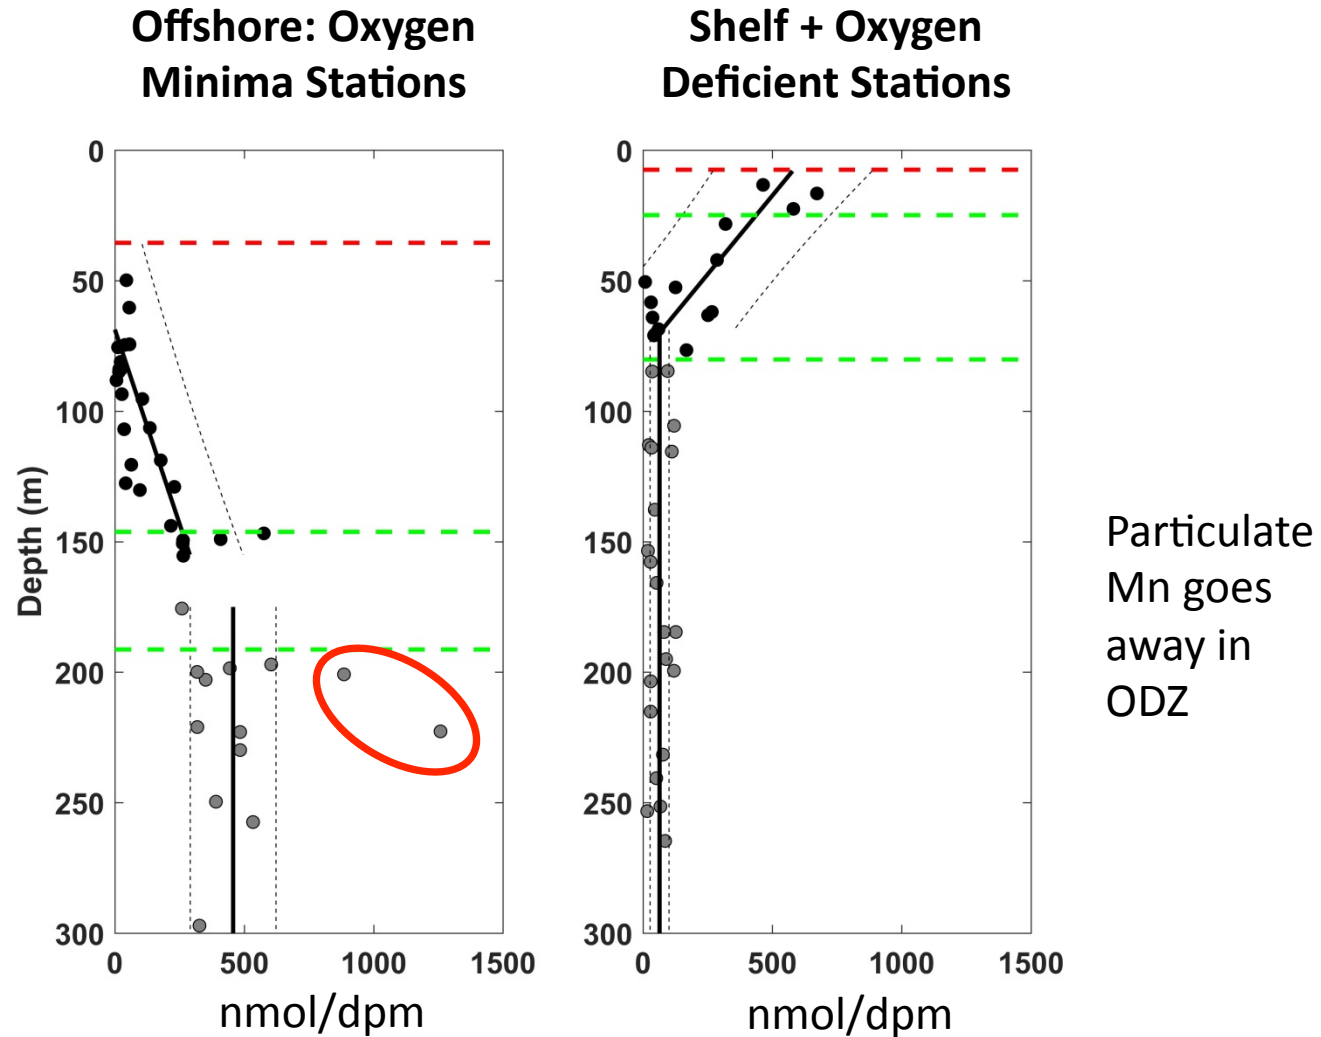 Offshore: Oxygen
Minima Stations
Shelf + Oxygen
Deficient Stations
0
50
100
150
200
250
300
Depth (m)
0
500
1000
1500
nmol/dpm
0
50
100
150
200
250
300
0
500
1000
1500
nmol/dpm
Particulate
Mn goes
away in
ODZ